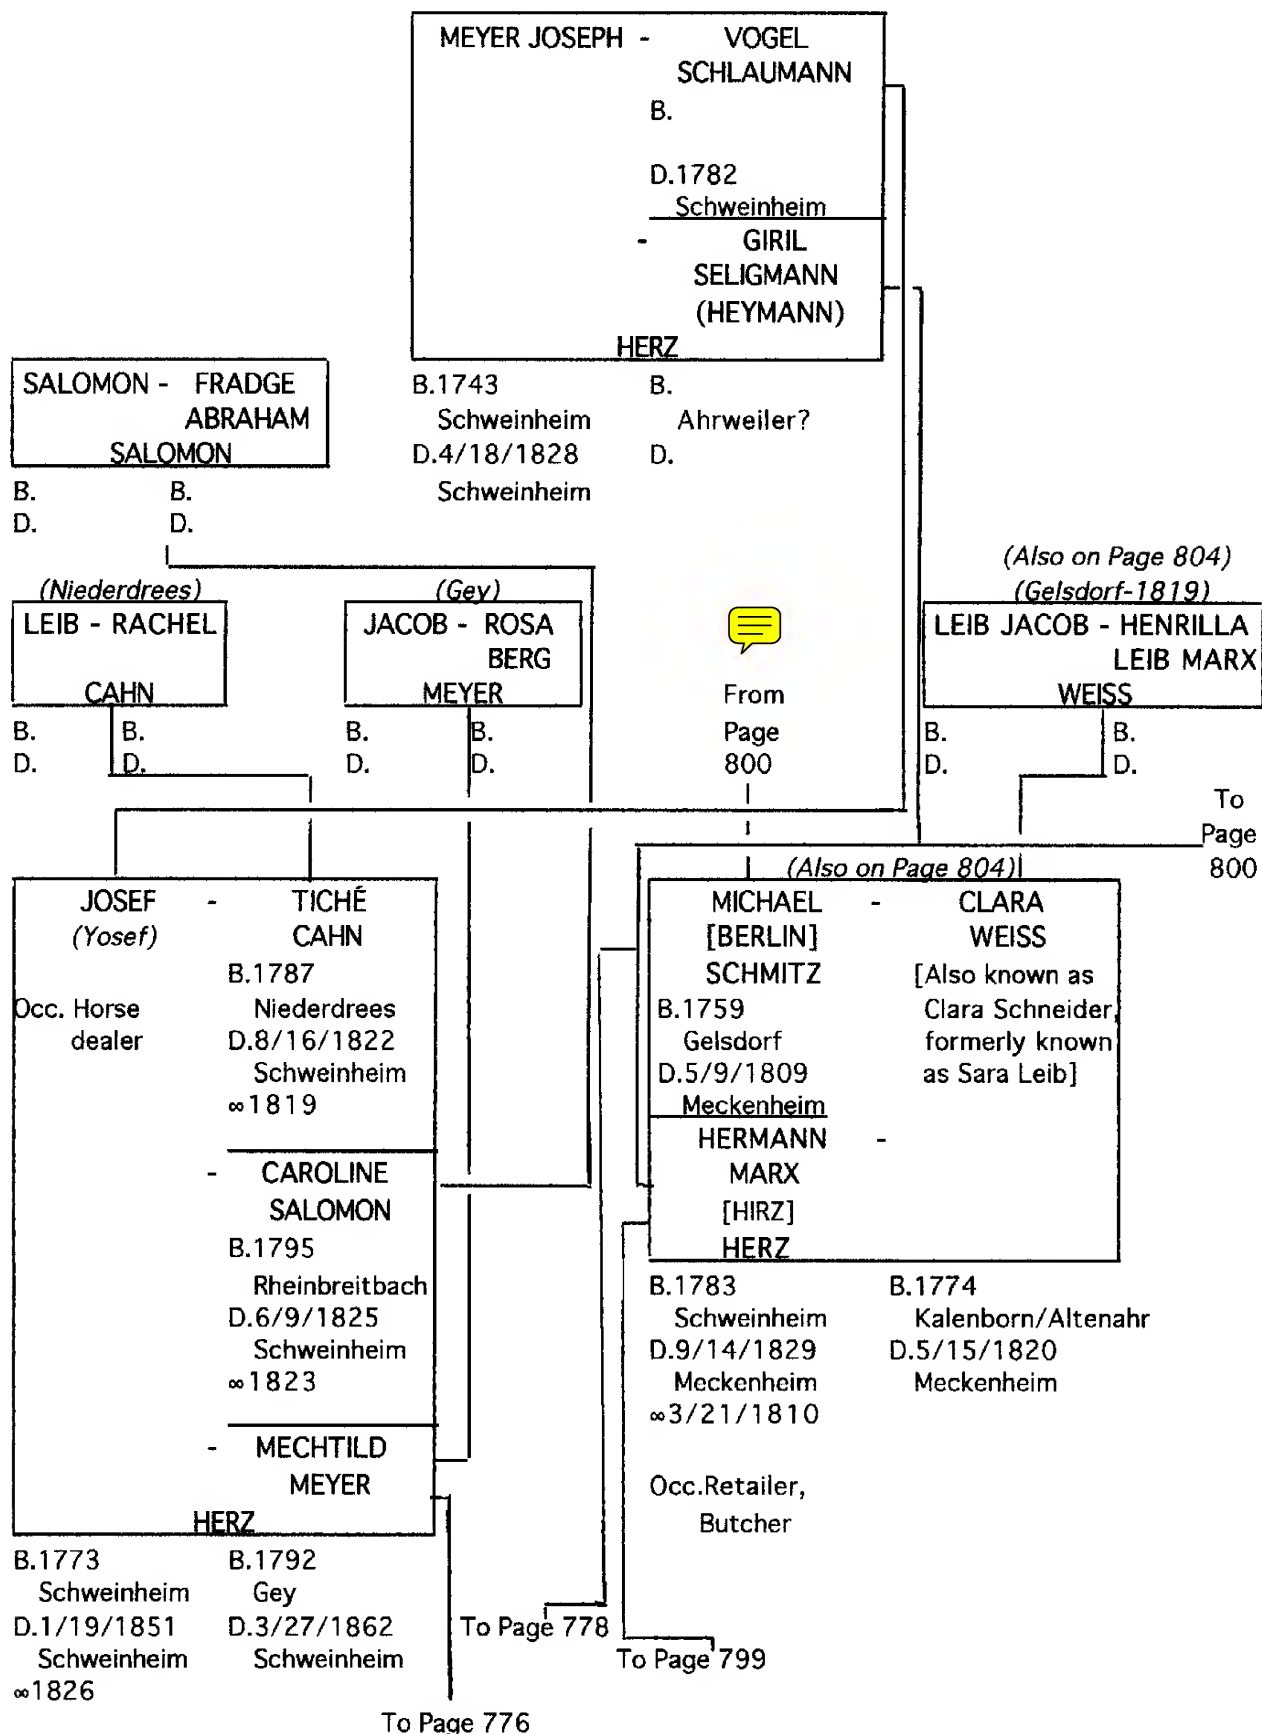 MEYER JOSEPH - VOGEL
SCHLAUMANN
B.
D.1782
Schweinheim
- GIRIL
SELIGMANN
(HEYMANN)
HERZ
B.1743 B.
Schweinheim Ahrweiler?
D.4/18/1828 D.
Schweinheim
SALOMON - FRADGE
ABRAHAM
SALOMON
B. B.
D. D.
(Niederdrees)
LEIB - RACHEL
CAHN
B. B.
D. D.
(Gey)
JACOB - ROSA
BERG
MEYER
B. B.
D. D.
From
Page
800
(Also on Page 804)
(Gelsdorf-1819)
LEIB JACOB - HENRILLA
LEIB MARX
WEISS
B. B.
D. D.
To
Page
800
JOSEF - TICHÉ
(Yosef) CAHN
B.1787
Occ. Horse Niederdrees
dealer D.8/16/1822
Schweinheim
∞1819
- CAROLINE
SALOMON
B.1795
Rheinbreitbach
D.6/9/1825
Schweinheim
∞1823
- MECHTILD
MEYER
HERZ
B.1773 B.1792
Schweinheim Gey
D.1/19/1851 D.3/27/1862
Schweinheim Schweinheim
∞1826
To Page 776
To Page 778
(Also on Page 804)
MICHAEL - CLARA
[BERLIN] WEISS
SCHMITZ [Also known as
B.1759 Clara Schneider,
Gelsdorf formerly known
D.5/9/1809 as Sara Leib]
Meckenheim
HERMANN -
MARX
[HIRZ]
HERZ
B.1783 B.1774
Schweinheim Kalenborn/Altenahr
D.9/14/1829 D.5/15/1820
Meckenheim Meckenheim
∞3/21/1810
Occ.Retailer,
Butcher
To Page 799